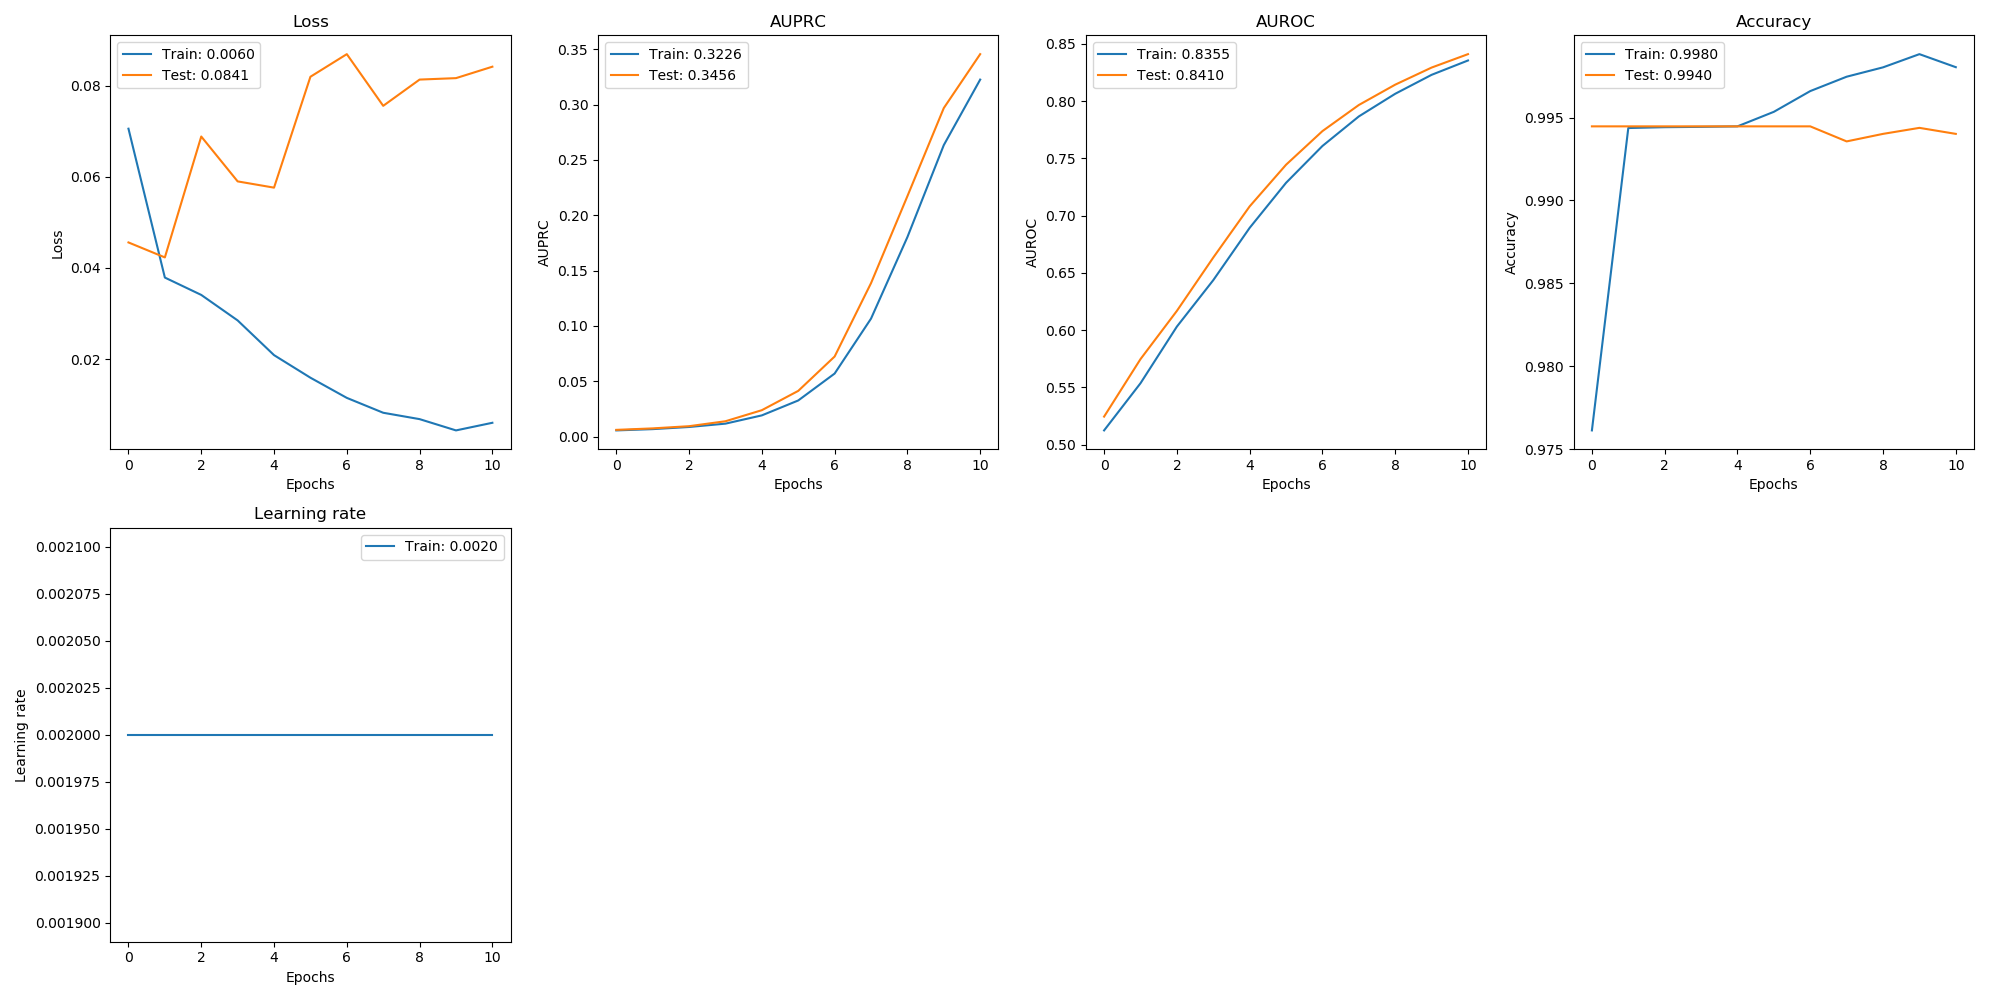 Loss
Train: 0.0060
Test: 0.0841
0.08
0.06
0.04
0.02
Loss
0 2 4 6 8 10
Epochs
AUPRC
Train: 0.3226
Test: 0.3456
0.35
0.30
0.25
0.20
0.15
0.10
0.05
0.00
AUPRC
0 2 4 6 8 10
Epochs
AUROC
Train: 0.8355
Test: 0.8410
0.85
0.80
0.75
0.70
0.65
0.60
0.55
0.50
AUROC
0 2 4 6 8 10
Epochs
Accuracy
Train: 0.9980
Test: 0.9940
0.995
0.990
0.985
0.980
0.975
Accuracy
0 2 4 6 8 10
Epochs
Learning rate
Train: 0.0020
0.002100
0.002075
0.002050
0.002025
0.002000
0.001975
0.001950
0.001925
0.001900
Learning rate
0 2 4 6 8 10
Epochs